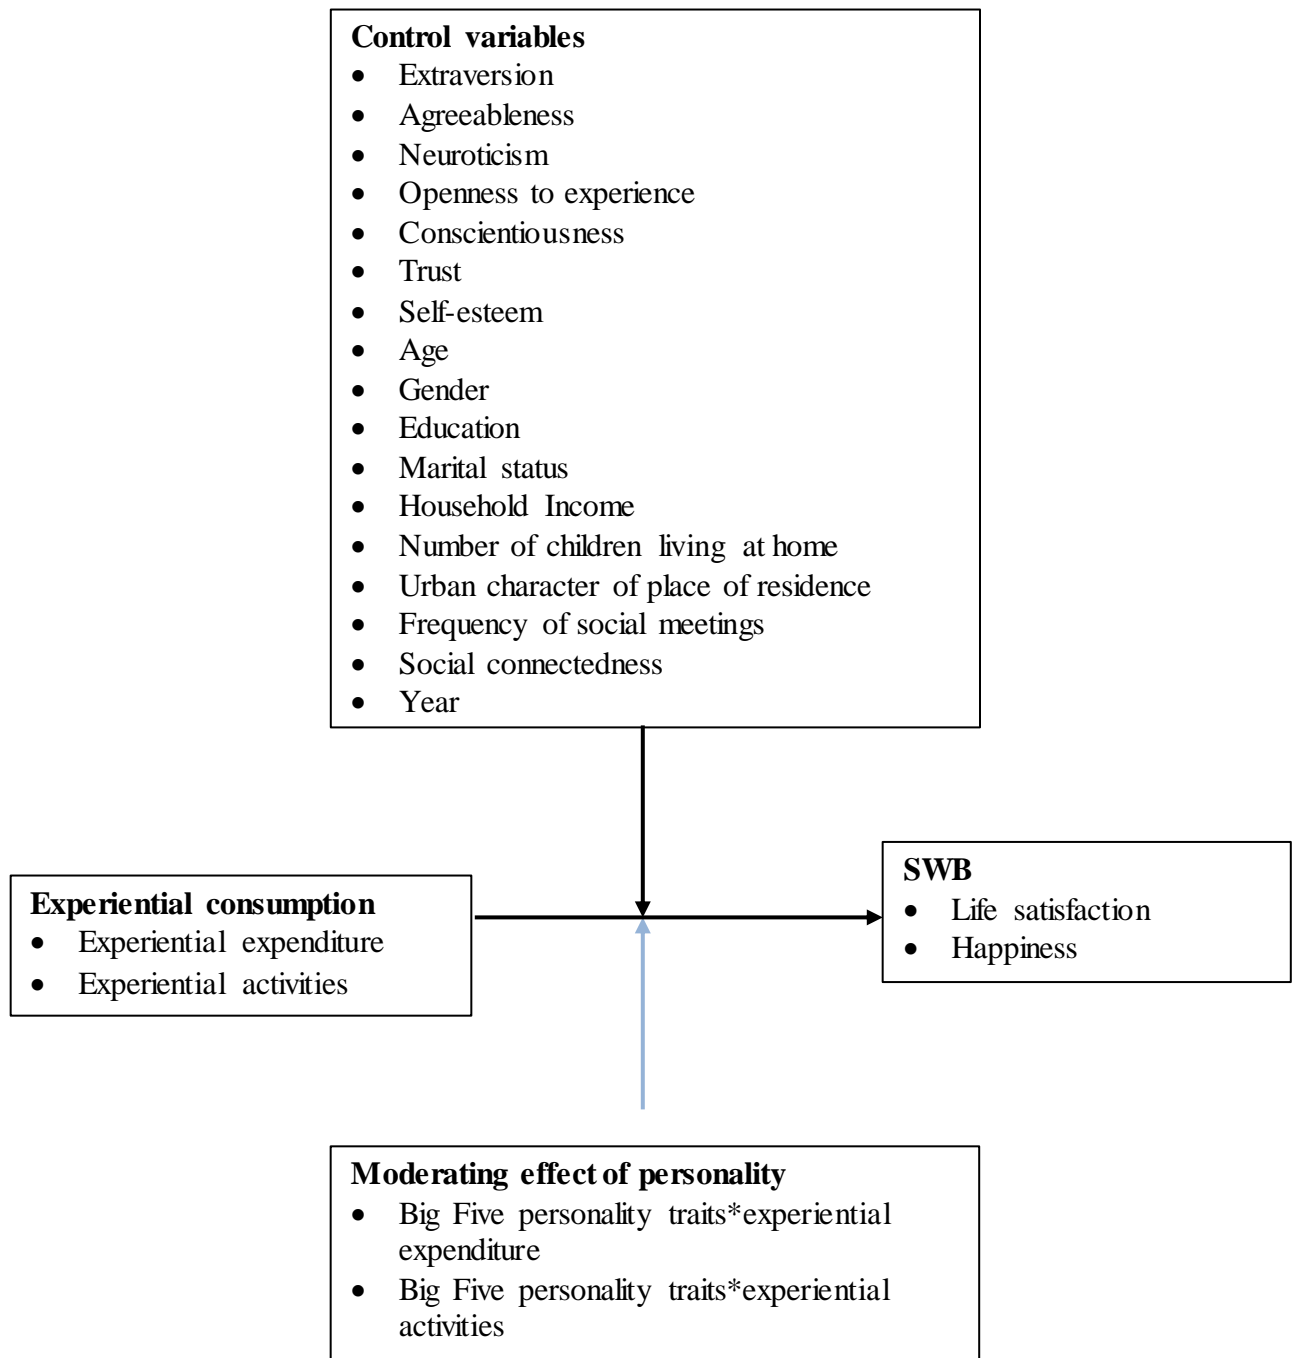 Control variables
• Extraversion
• Agreeableness
• Neuroticism
• Openness to experience
• Conscientiousness
• Trust
• Self-esteem
• Age
• Gender
• Education
• Marital status
• Household Income
• Number of children living at home
• Urban character of place of residence
• Frequency of social meetings
• Social connectedness
• Year
Experiential consumption
• Experiential expenditure
• Experiential activities
SWB
• Life satisfaction
• Happiness
Moderating effect of personality
• Big Five personality traits*experiential
expenditure
• Big Five personality traits*experiential
activities